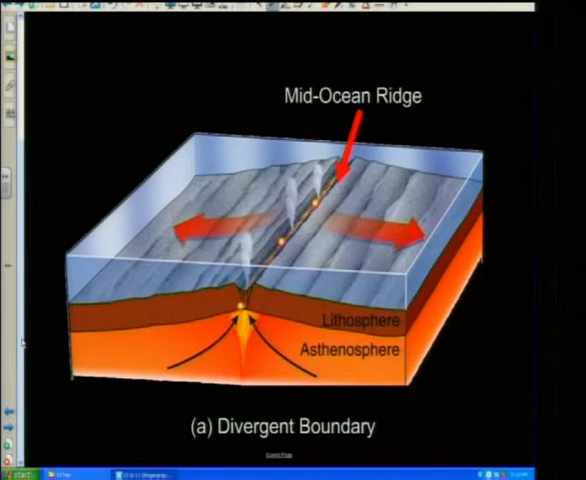 Mid-Ocean Ridge
Lithosphere
Asthenosphere
(a) Divergent Boundary
start